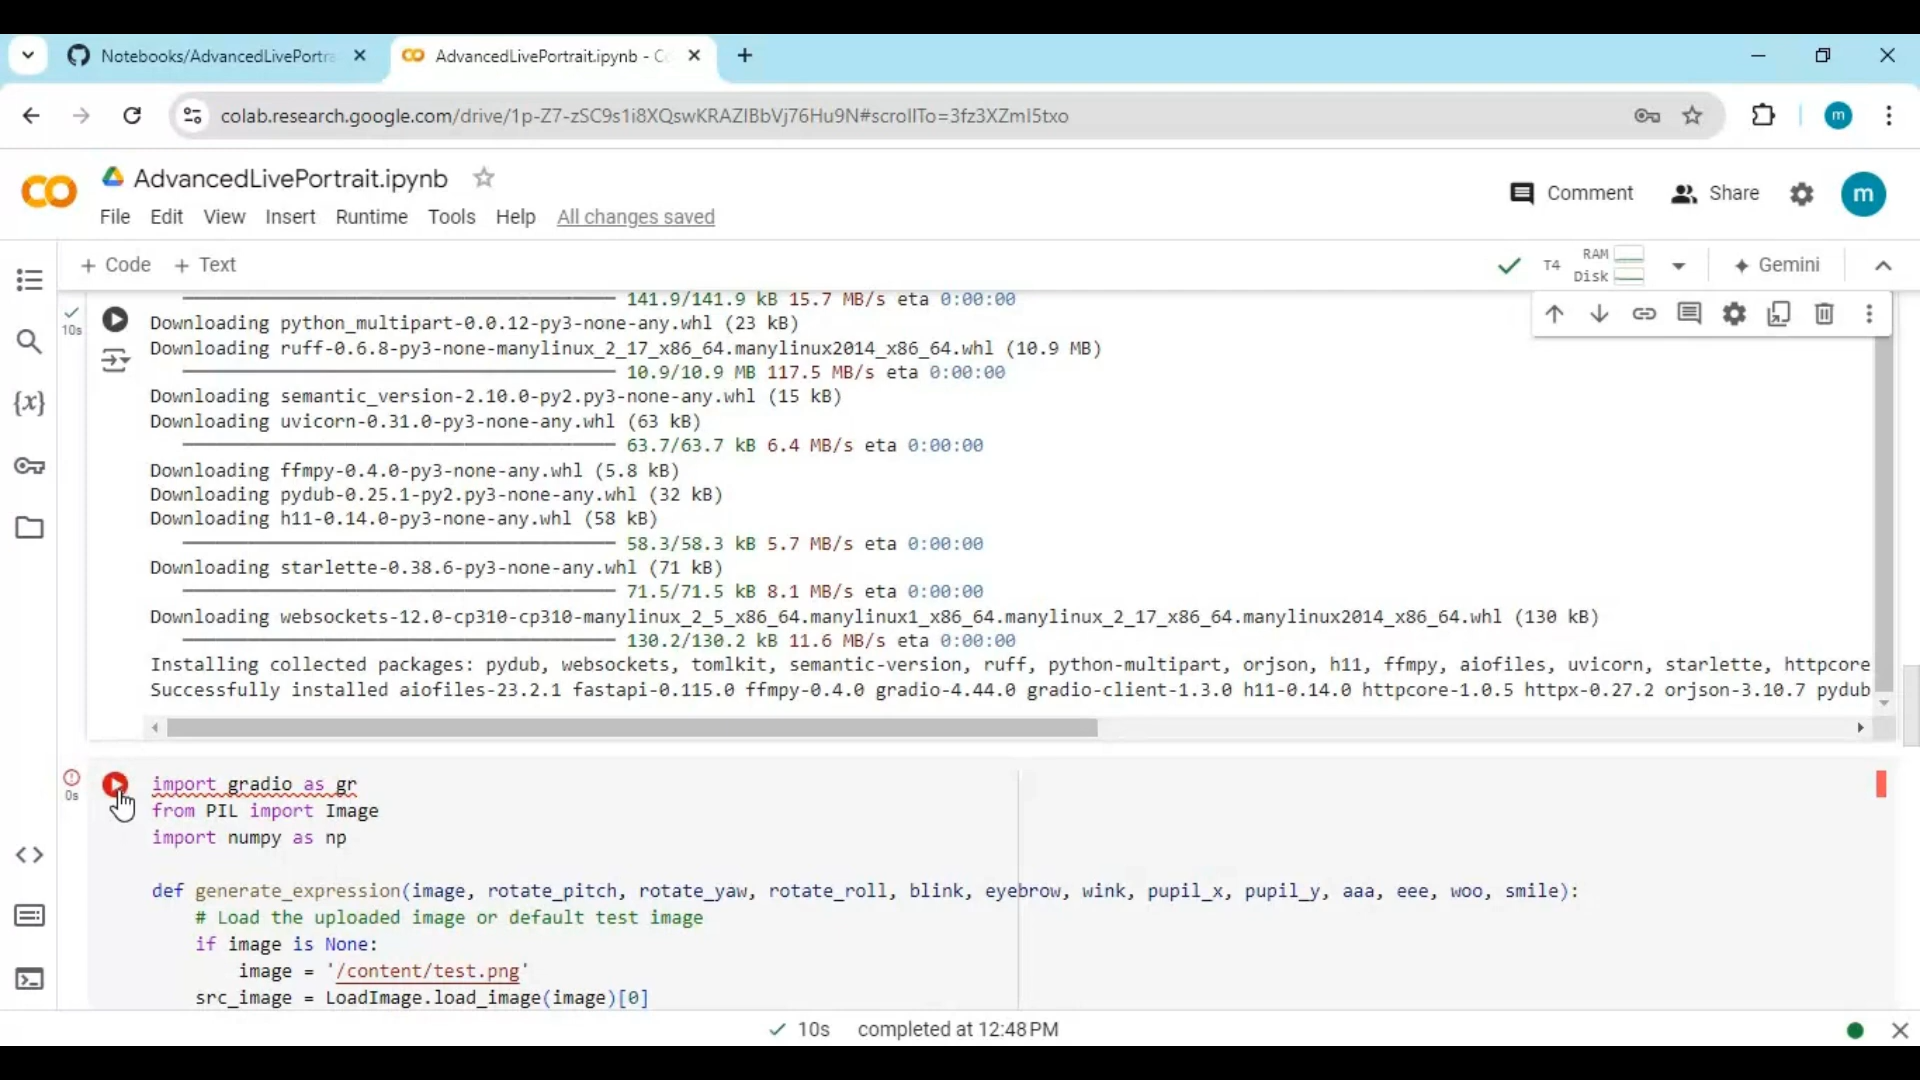 Notebooks/AdvancedLivePortra
AdvancedLivePortrait.ipynb - C
colab.research.google.com/drive/1p-Z7-zSC9s1i8XQswKRAZIBbVj76Hu9N#scrollTo=3fz3XZmI5txo
m
AdvancedLivePortrait.ipynb
Comment
Share
m
File Edit View Insert Runtime Tools Help All changes saved
+ Code + Text
T4
RAM
Disk
Gemini
10s
141.9/141.9 kB 15.7 MB/s eta 0:00:00
Downloading python_multipart-0.0.12-py3-none-any.whl (23 kB)
Downloading ruff-0.6.8-py3-none-manylinux_2_17_x86_64.manylinux2014_x86_64.whl (10.9 MB)
10.9/10.9 MB 117.5 MB/s eta 0:00:00
Downloading semantic_version-2.10.0-py2.py3-none-any.whl (15 kB)
Downloading uvicorn-0.31.0-py3-none-any.whl (63 kB)
63.7/63.7 kB 6.4 MB/s eta 0:00:00
Downloading ffmpy-0.4.0-py3-none-any.whl (5.8 kB)
Downloading pydub-0.25.1-py2.py3-none-any.whl (32 kB)
Downloading h11-0.14.0-py3-none-any.whl (58 kB)
58.3/58.3 kB 5.7 MB/s eta 0:00:00
Downloading starlette-0.38.6-py3-none-any.whl (71 kB)
71.5/71.5 kB 8.1 MB/s eta 0:00:00
Downloading websockets-12.0-cp310-cp310-manylinux_2_5_x86_64.manylinux1_x86_64.manylinux_2_17_x86_64.manylinux2014_x86_64.whl (130 kB)
130.2/130.2 kB 11.6 MB/s eta 0:00:00
Installing collected packages: pydub, websockets, tomlkit, semantic-version, ruff, python-multipart, orjson, h11, ffmpy, aiofiles, uvicorn, starlette, httpcore
Successfully installed aiofiles-23.2.1 fastapi-0.115.0 ffmpy-0.4.0 gradio-4.44.0 gradio-client-1.3.0 h11-0.14.0 httpcore-1.0.5 httpx-0.27.2 orjson-3.10.7 pydub
0s
import gradio as gr
from PIL import Image
import numpy as np
def generate_expression(image, rotate_pitch, rotate_yaw, rotate_roll, blink, eyebrow, wink, pupil_x, pupil_y, aaa, eee, woo, smile):
# Load the uploaded image or default test image
if image is None:
image = '/content/test.png'
src_image = LoadImage.load_image(image)[0]
10s completed at 12:48 PM